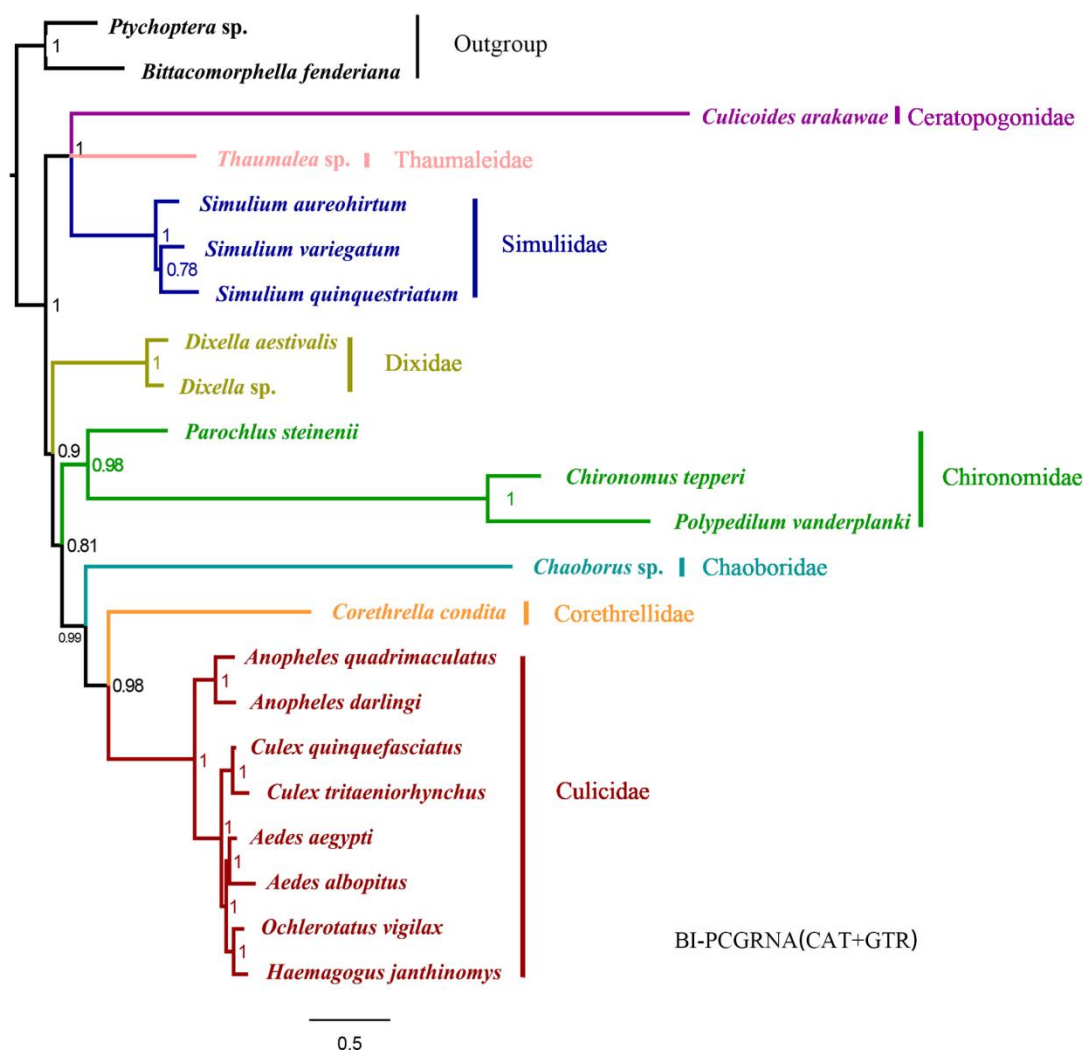 Ptychoptera sp.
1
Outgroup
Bittacomorphella fenderiana
Culicoides arakawae
Ceratopogonidae
1
Thaumalea sp.
Thaumaleidae
Simulium aureohirtum
1
Simulium variegatum
Simuliidae
0.78
Simulium quinquestriatum
1
Dixella aestivalis
1
Dixidae
Dixella sp.
Parochlus steinenii
0.9
0.98
Chironomus tepperi
Chironomidae
1
Polypedilum vanderplanki
0.81
Chaoborus sp.
Chaoboridae
Corethrella condita
Corethrellidae
0.99
Anopheles quadrimaculatus
0.98
1
Anopheles darlingi
Culex quinquefasciatus
1
1
Culex tritaeniorhynchus
Culicidae
1
Aedes aegypti
1
Aedes albopitus
1
Ochlerotatus vigilax
1
BI-PCGRNA(CAT+GTR)
Haemagogus janthinomys
0.5